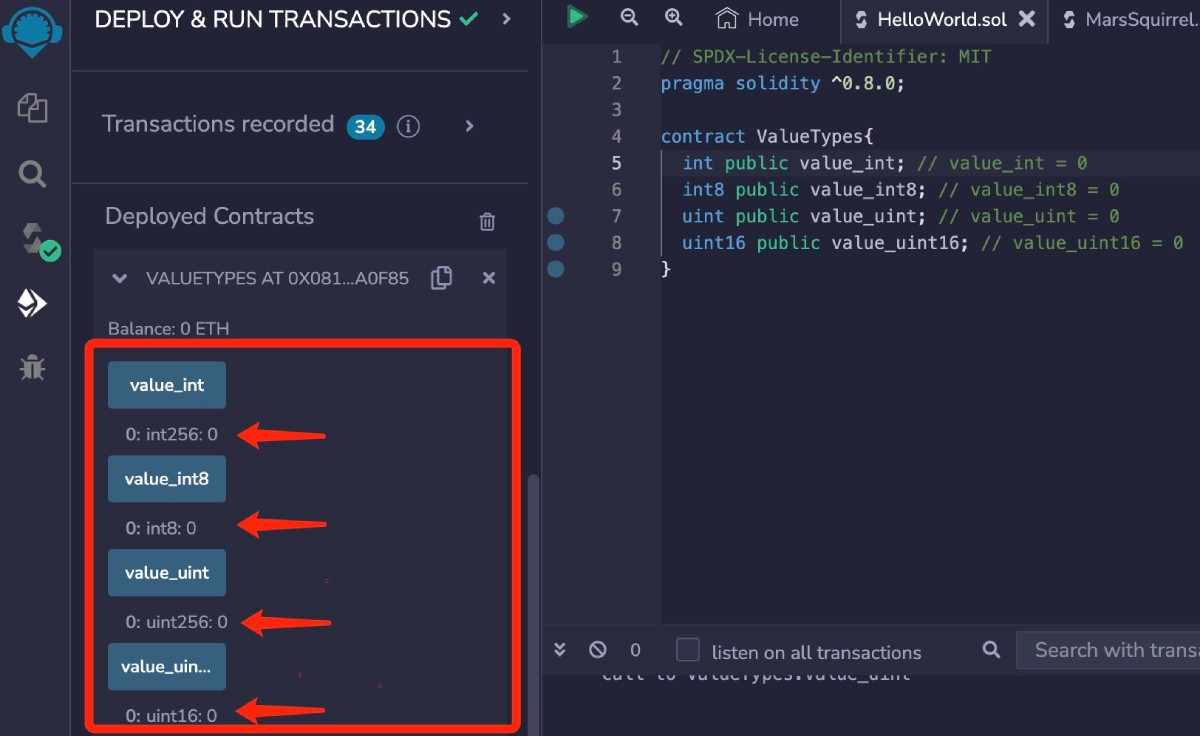 DEPLOY & RUN TRANSACTIONS
Transactions recorded 34 i
Deployed Contracts
VALUETYPES AT 0X081...A0F85
Balance: 0 ETH
value_int
0: int256: 0
value_int8
0: int8: 0
value_uint
0: uint256: 0
value_uin...
0: uint16: 0
Home
HelloWorld.sol
MarsSquirrel.
1 // SPDX-License-Identifier: MIT
2 pragma solidity ^0.8.0;
3
4 contract ValueTypes{
5 int public value_int; // value_int = 0
6 int8 public value_int8; // value_int8 = 0
7 uint public value_uint; // value_uint = 0
8 uint16 public value_uint16; // value_uint16 = 0
9 }
0 listen on all transactions
Search with transa
call to ValueTypes.value_uint